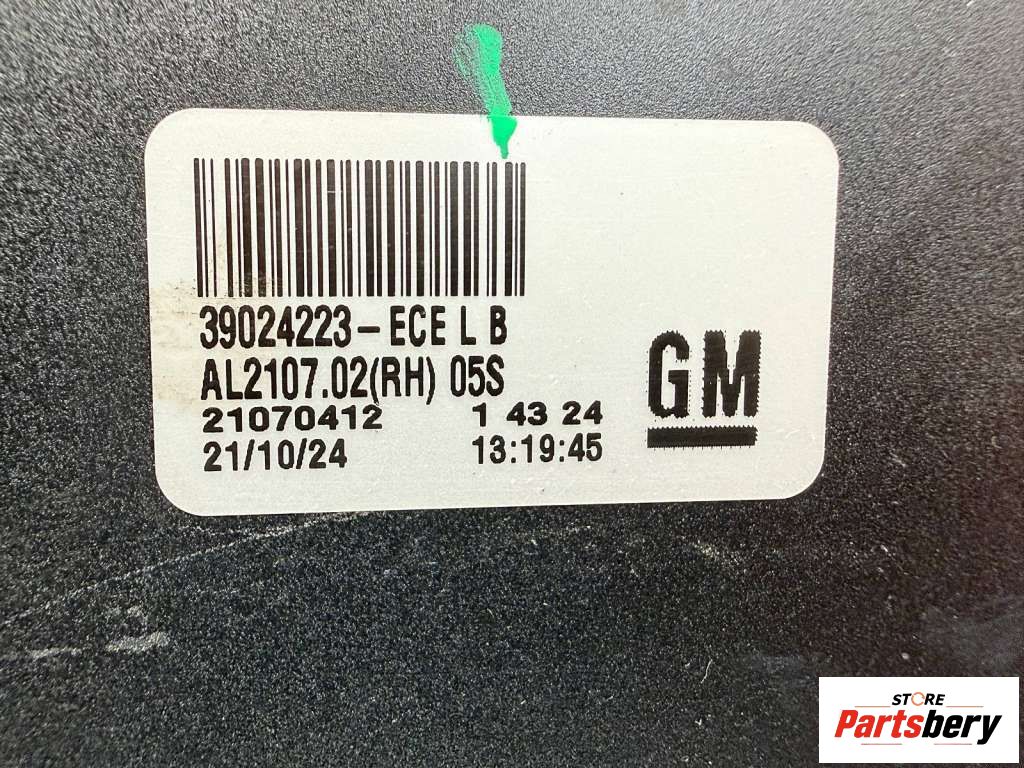 39024223-ECE L B
AL2107.02(RH) 05S
21070412 1 43 24
21/10/24 13:19:45
GM
STORE
Partsbery